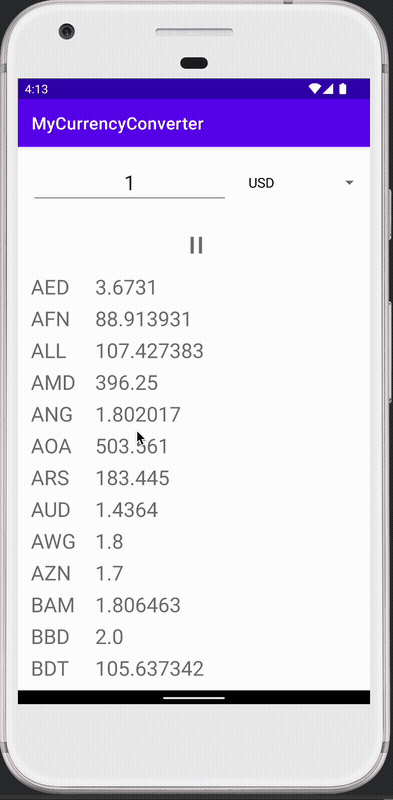 4:13
MyCurrencyConverter
1 USD
AED 3.6731
AFN 88.913931
ALL 107.427383
AMD 396.25
ANG 1.802017
AOA 503.361
ARS 183.445
AUD 1.4364
AWG 1.8
AZN 1.7
BAM 1.806463
BBD 2.0
BDT 105.637342